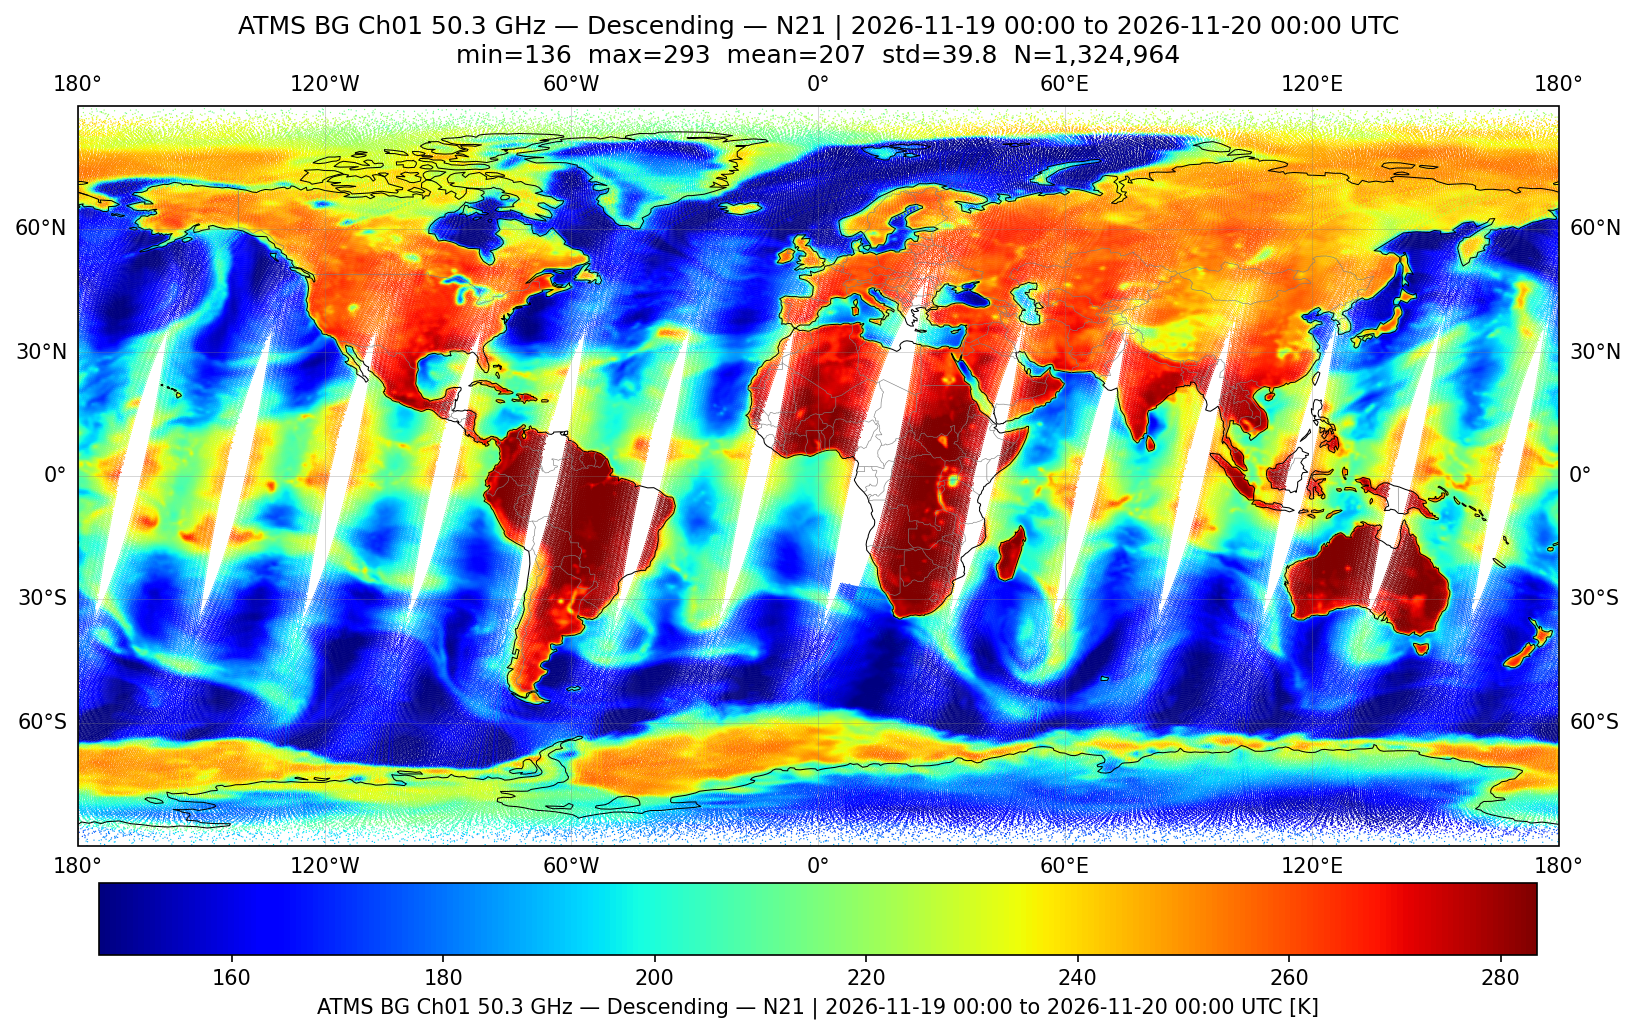 ATMS BG Ch01 50.3 GHz — Descending — N21 | 2026-11-19 00:00 to 2026-11-20 00:00 UTC
min=136 max=293 mean=207 std=39.8 N=1,324,964
180° 120°W 60°W 0° 60°E 120°E 180°
60°N 60°N
30°N 30°N
0° 0°
30°S 30°S
60°S 60°S
180° 120°W 60°W 0° 60°E 120°E 180°
160 180 200 220 240 260 280
ATMS BG Ch01 50.3 GHz — Descending — N21 | 2026-11-19 00:00 to 2026-11-20 00:00 UTC [K]